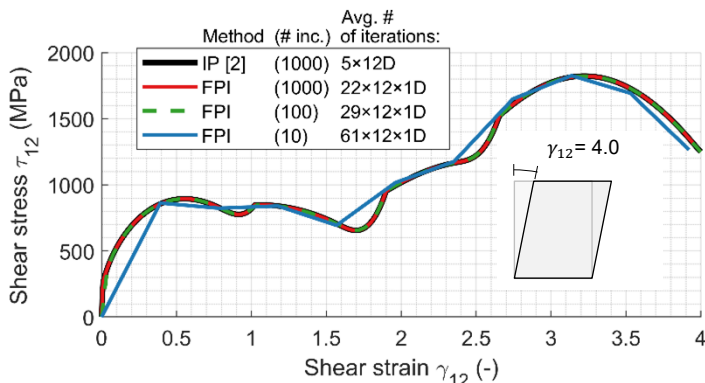 Avg. #
Method (# inc.) of iterations:
IP [2] (1000) 5×12D
FPI (1000) 22×12×1D
FPI (100) 29×12×1D
FPI (10) 61×12×1D
2000
1500
1000
500
0
Shear stress τ12 (MPa)
γ12= 4.0
0 0.5 1 1.5 2 2.5 3 3.5 4
Shear strain γ12 (-)